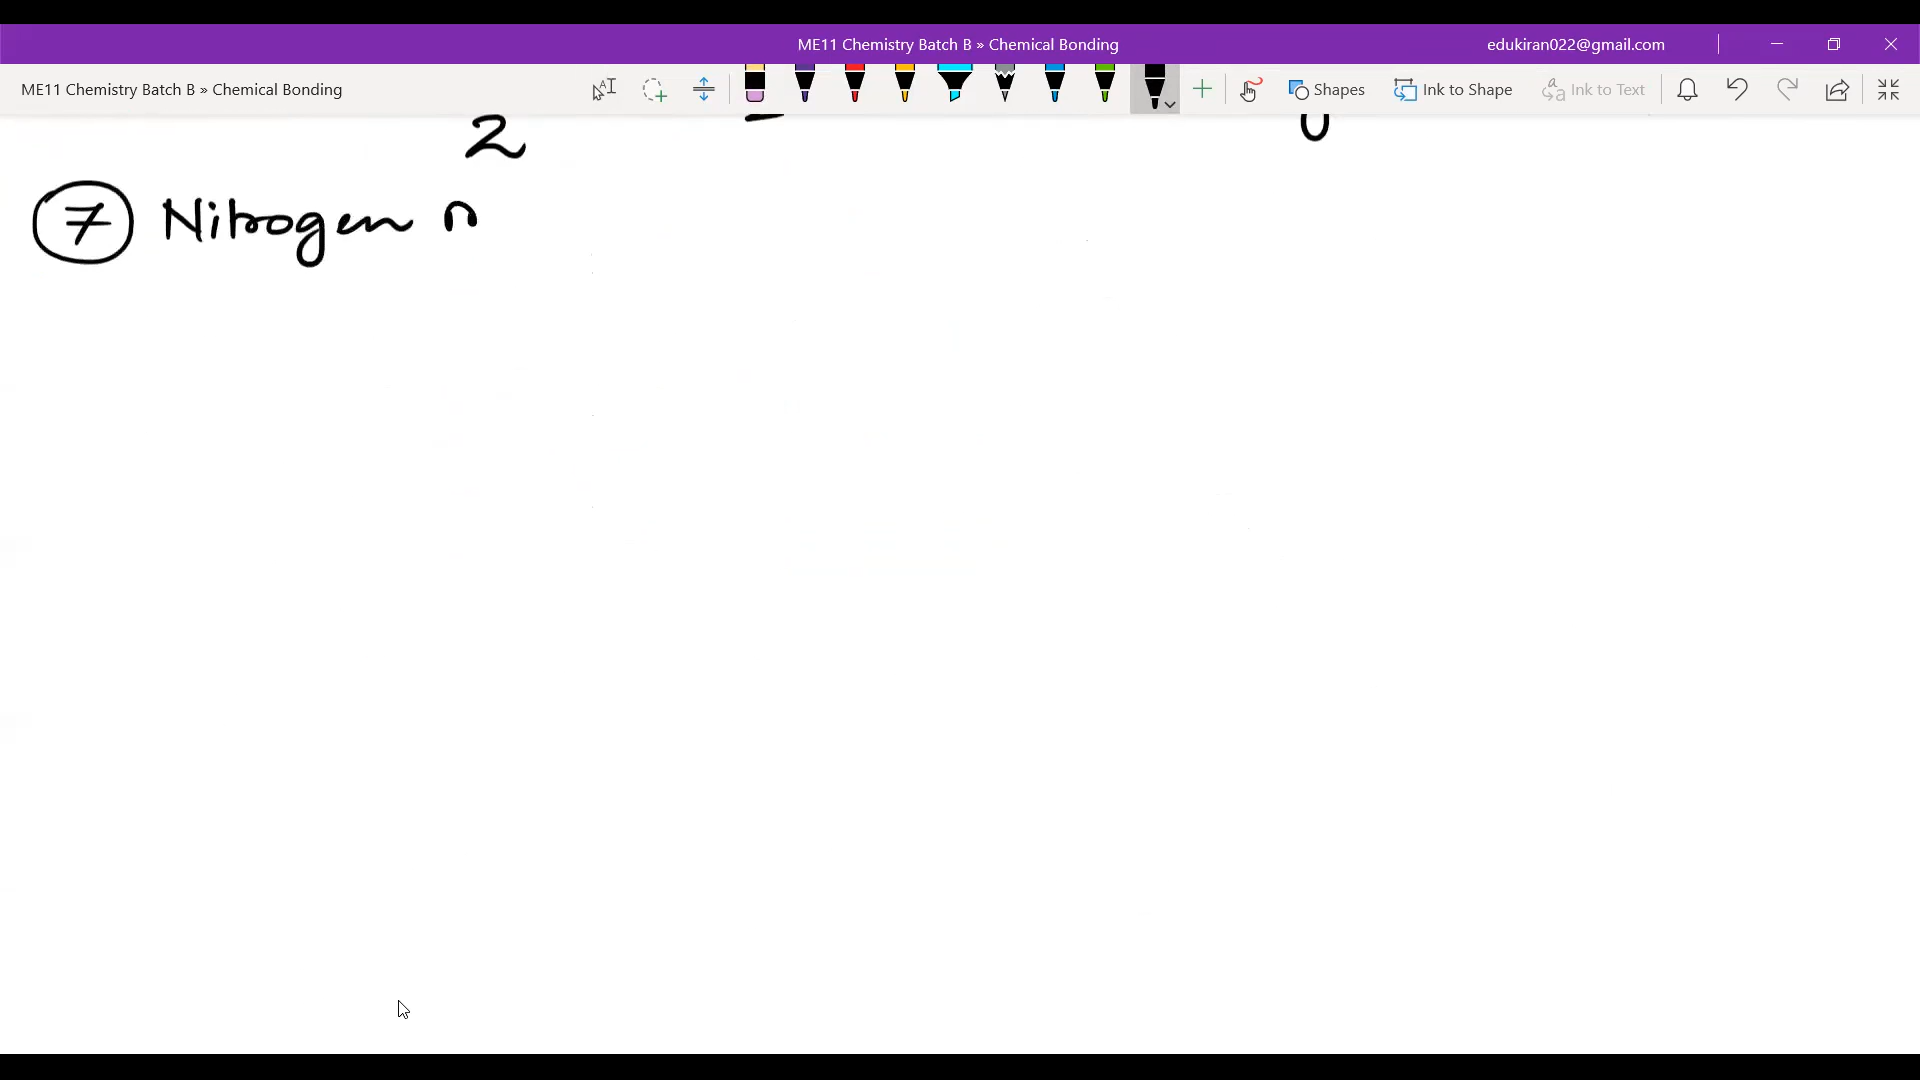 ME11 Chemistry Batch B » Chemical Bonding
edukiran022@gmail.com
ME11 Chemistry Batch B » Chemical Bonding
Shapes
Ink to Shape
Ink to Text
2
7 Nitrogen